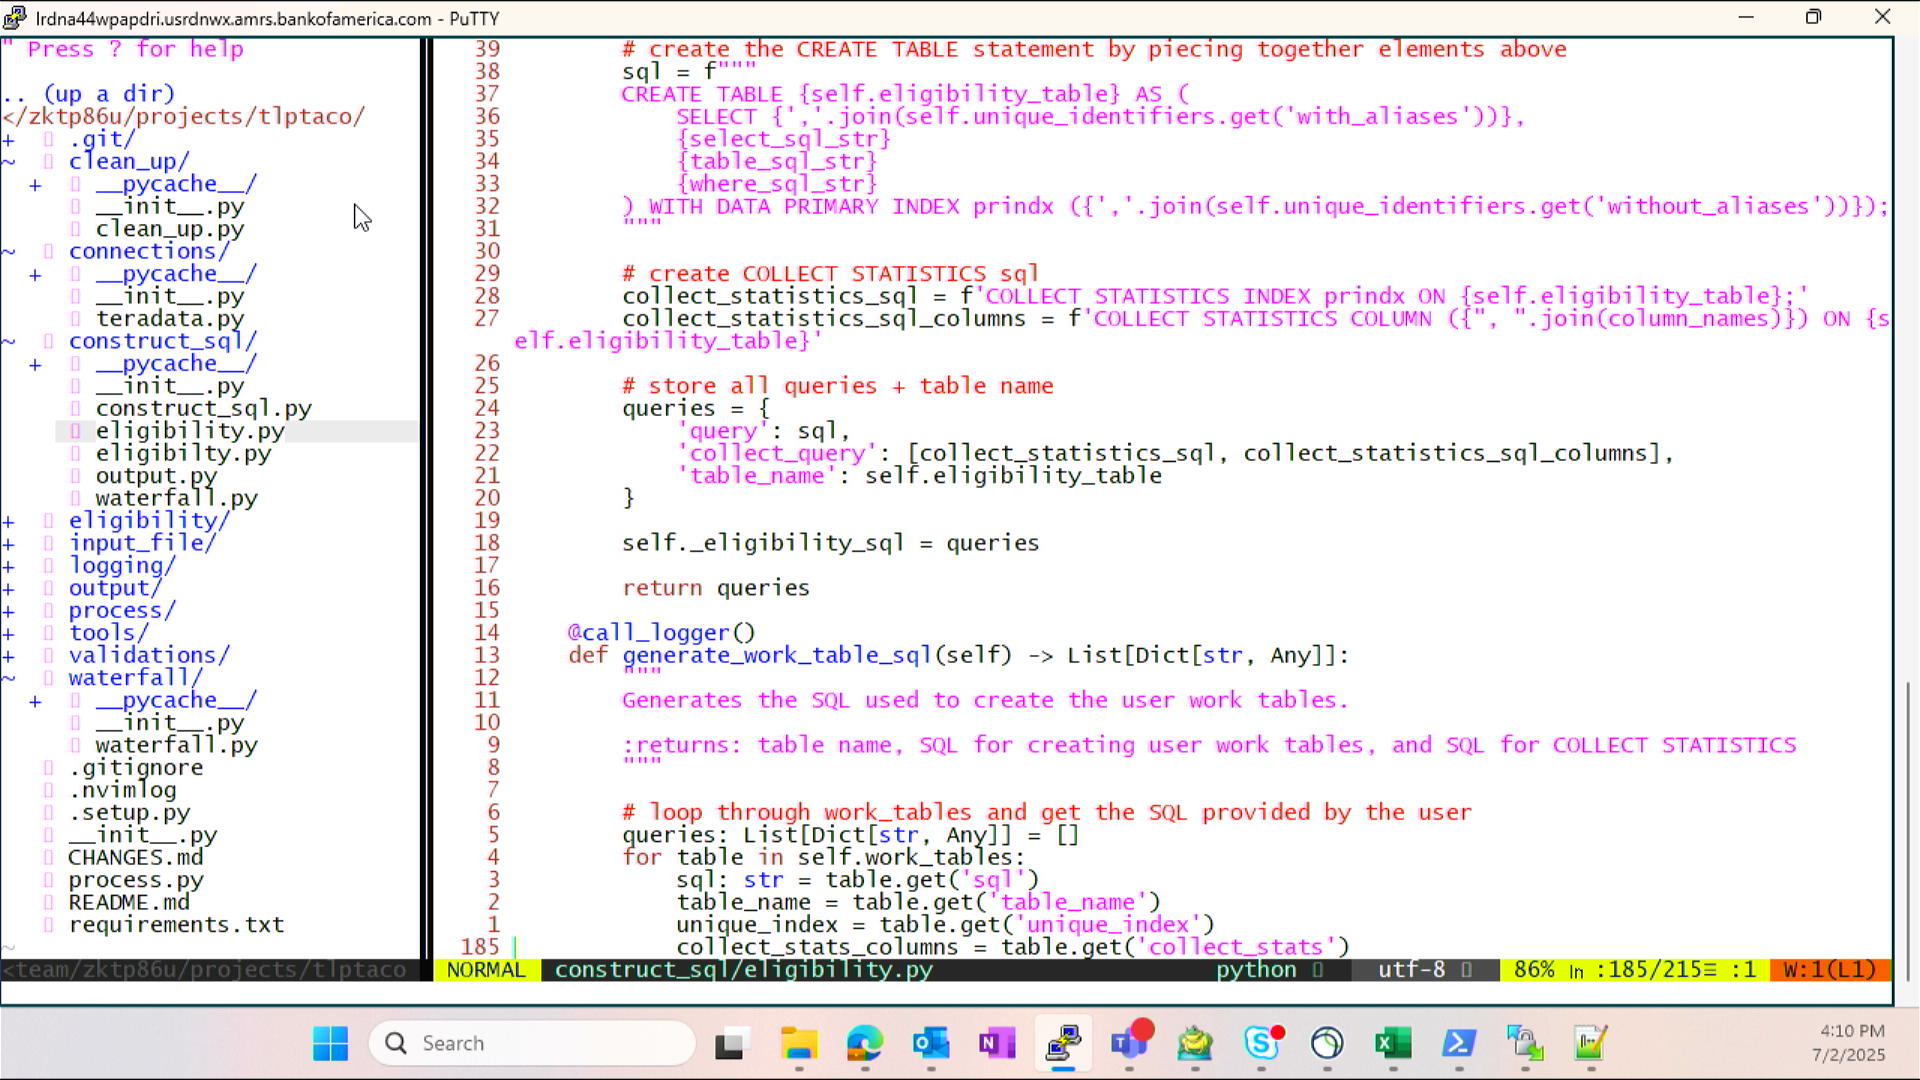 lrdna44wpapdri.usrdnwx.amrs.bankofamerica.com - PuTTY
" Press ? for help
.. (up a dir)
</zktp86u/projects/tlptaco/
+ .git/
~ clean_up/
+ __pycache__/
__init__.py
clean_up.py
~ connections/
+ __pycache__/
__init__.py
teradata.py
~ construct_sql/
+ __pycache__/
__init__.py
construct_sql.py
eligibility.py
eligibilty.py
output.py
waterfall.py
+ eligibility/
+ input_file/
+ logging/
+ output/
+ process/
+ tools/
+ validations/
~ waterfall/
+ __pycache__/
__init__.py
waterfall.py
.gitignore
.nvimlog
.setup.py
__init__.py
CHANGES.md
process.py
README.md
requirements.txt
~
<team/zktp86u/projects/tlptaco
39 # create the CREATE TABLE statement by piecing together elements above
38 sql = f"""
37 CREATE TABLE {self.eligibility_table} AS (
36 SELECT {','.join(self.unique_identifiers.get('with_aliases'))},
35 {select_sql_str}
34 {table_sql_str}
33 {where_sql_str}
32 ) WITH DATA PRIMARY INDEX prindx ({','.join(self.unique_identifiers.get('without_aliases'))});
31 """
30
29 # create COLLECT STATISTICS sql
28 collect_statistics_sql = f'COLLECT STATISTICS INDEX prindx ON {self.eligibility_table};'
27 collect_statistics_sql_columns = f'COLLECT STATISTICS COLUMN ({", ".join(column_names)}) ON {s
elf.eligibility_table}'
26
25 # store all queries + table name
24 queries = {
23 'query': sql,
22 'collect_query': [collect_statistics_sql, collect_statistics_sql_columns],
21 'table_name': self.eligibility_table
20 }
19
18 self._eligibility_sql = queries
17
16 return queries
15
14 @call_logger()
13 def generate_work_table_sql(self) -> List[Dict[str, Any]]:
12 """
11 Generates the SQL used to create the user work tables.
10
9 :returns: table name, SQL for creating user work tables, and SQL for COLLECT STATISTICS
8 """
7
6 # loop through work_tables and get the SQL provided by the user
5 queries: List[Dict[str, Any]] = []
4 for table in self.work_tables:
3 sql: str = table.get('sql')
2 table_name = table.get('table_name')
1 unique_index = table.get('unique_index')
185 collect_stats_columns = table.get('collect_stats')
NORMAL construct_sql/eligibility.py python utf-8 86% ln :185/215≡ :1 W:1(L1)
Search
4:10 PM
7/2/2025